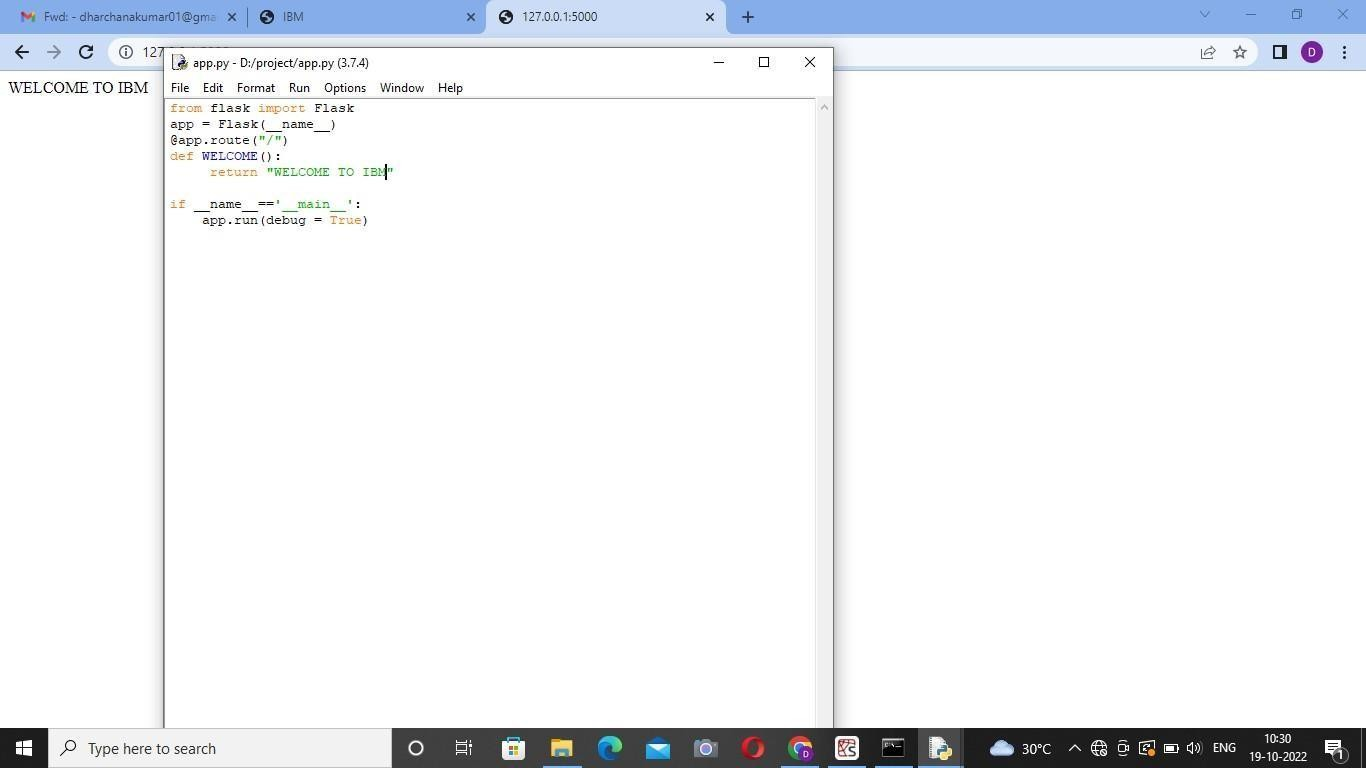 Fwd: - dharchanakumar01@gma
IBM
127.0.0.1:5000
D
app.py - D:/project/app.py (3.7.4)
File Edit Format Run Options Window Help
WELCOME TO IBM
from flask import Flask
app = Flask(__name__)
@app.route("/")
def WELCOME():
     return "WELCOME TO IBM"
if __name__=='__main__':
    app.run(debug = True)
Type here to search
D
30°C
ENG
10:30
19-10-2022
1